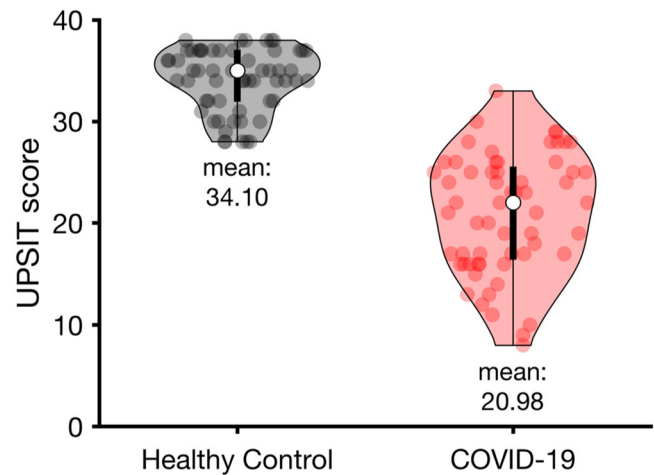 40
30
20
10
0
UPSIT score
mean:
34.10
mean:
20.98
Healthy Control
COVID-19